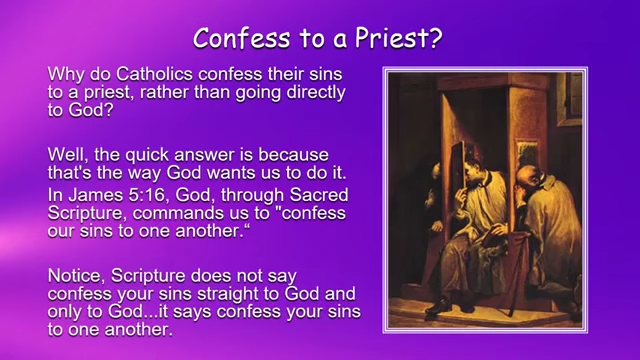 Confess to a Priest?
Why do Catholics confess their sins
to a priest, rather than going directly
to God?
Well, the quick answer is because
that's the way God wants us to do it.
In James 5:16, God, through Sacred
Scripture, commands us to "confess
our sins to one another.“
Notice, Scripture does not say
confess your sins straight to God and
only to God...it says confess your sins
to one another.